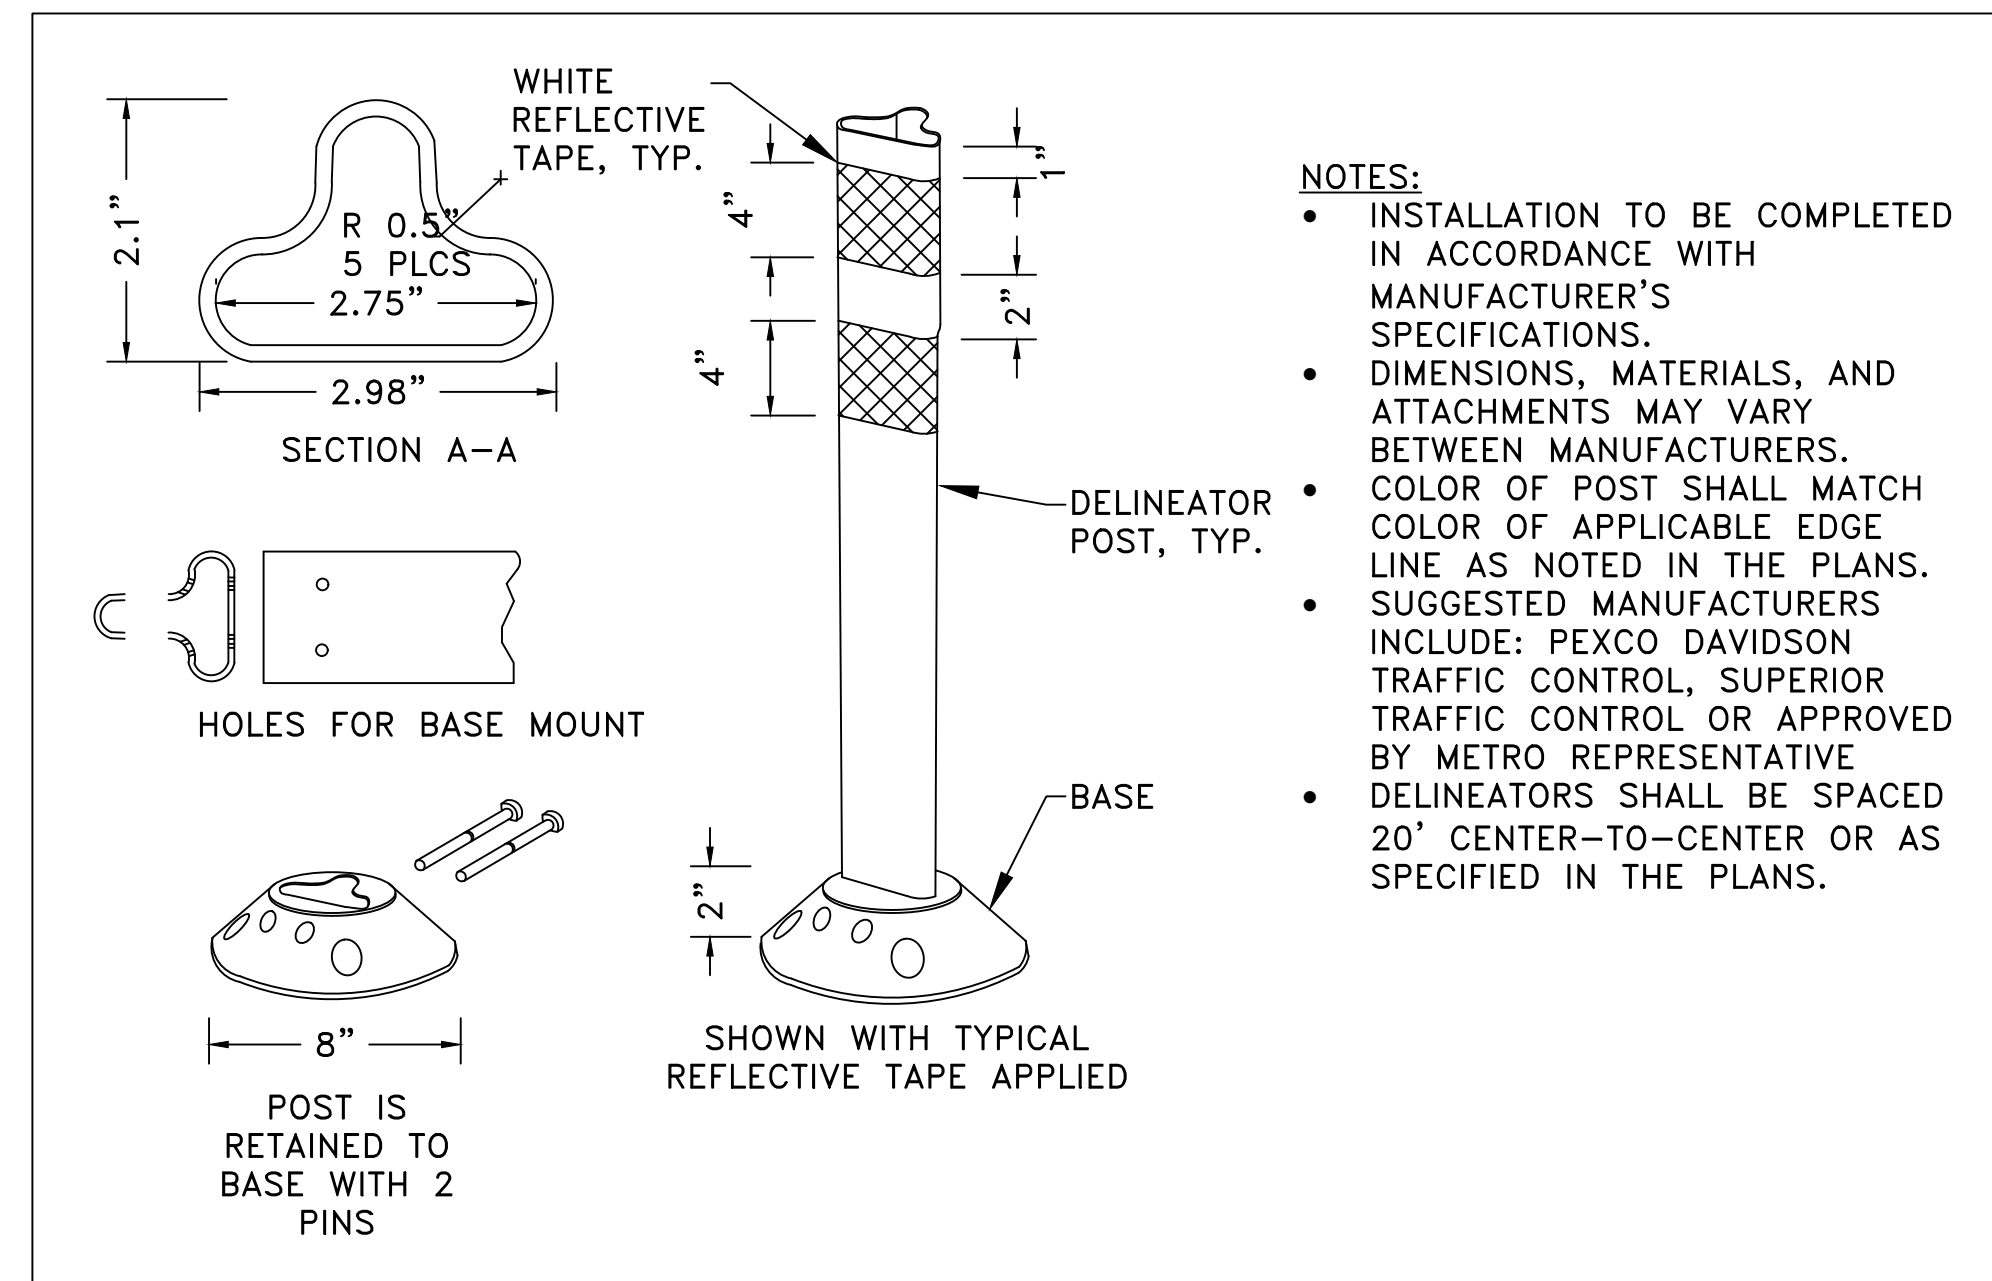 2.1"
R 0.5"
5 PLCS
2.75"
2.98"
SECTION A-A
WHITE
REFLECTIVE
TAPE, TYP.
4"
4"
1"
2"
DELINEATOR
POST, TYP.
HOLES FOR BASE MOUNT
BASE
2"
8"
POST IS
RETAINED TO
BASE WITH 2
PINS
SHOWN WITH TYPICAL
REFLECTIVE TAPE APPLIED
NOTES:
• INSTALLATION TO BE COMPLETED
IN ACCORDANCE WITH
MANUFACTURER'S
SPECIFICATIONS.
• DIMENSIONS, MATERIALS, AND
ATTACHMENTS MAY VARY
BETWEEN MANUFACTURERS.
• COLOR OF POST SHALL MATCH
COLOR OF APPLICABLE EDGE
LINE AS NOTED IN THE PLANS.
• SUGGESTED MANUFACTURERS
INCLUDE: PEXCO DAVIDSON
TRAFFIC CONTROL, SUPERIOR
TRAFFIC CONTROL OR APPROVED
BY METRO REPRESENTATIVE
• DELINEATORS SHALL BE SPACED
20' CENTER-TO-CENTER OR AS
SPECIFIED IN THE PLANS.